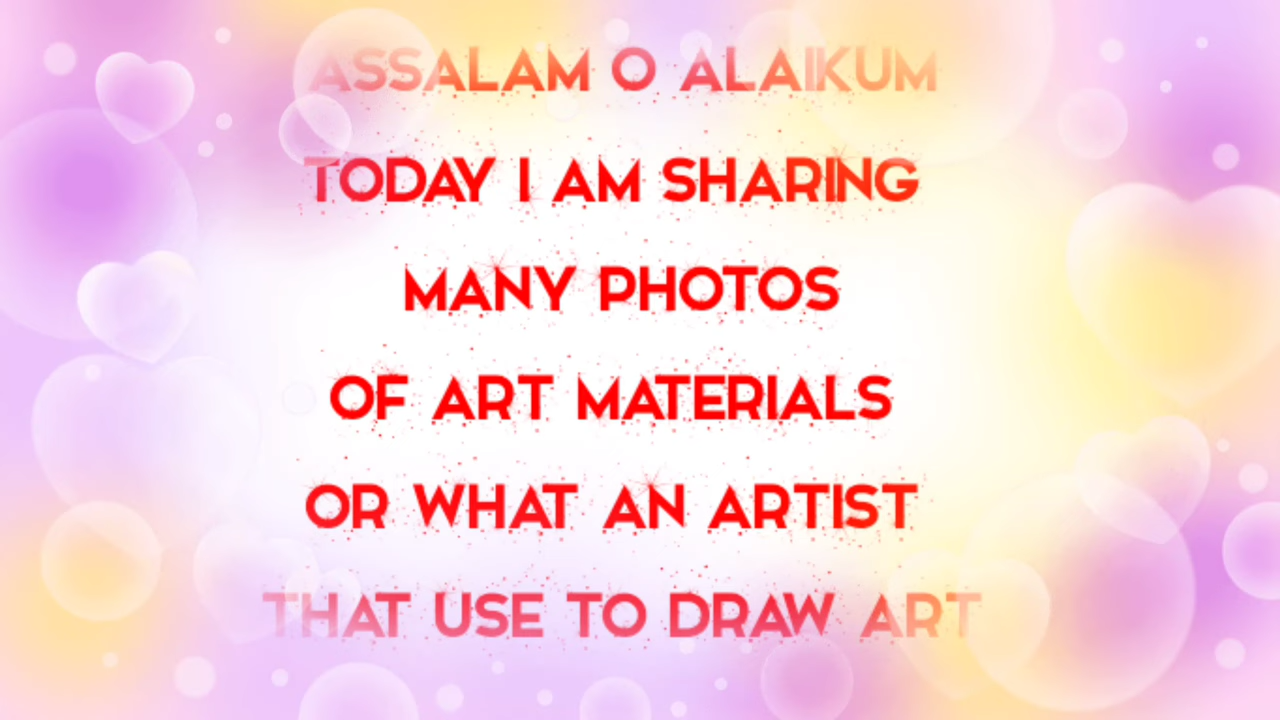 ASSALAM O ALAIKUM
TODAY I AM SHARING
MANY PHOTOS
OF ART MATERIALS
OR WHAT AN ARTIST
THAT USE TO DRAW ART